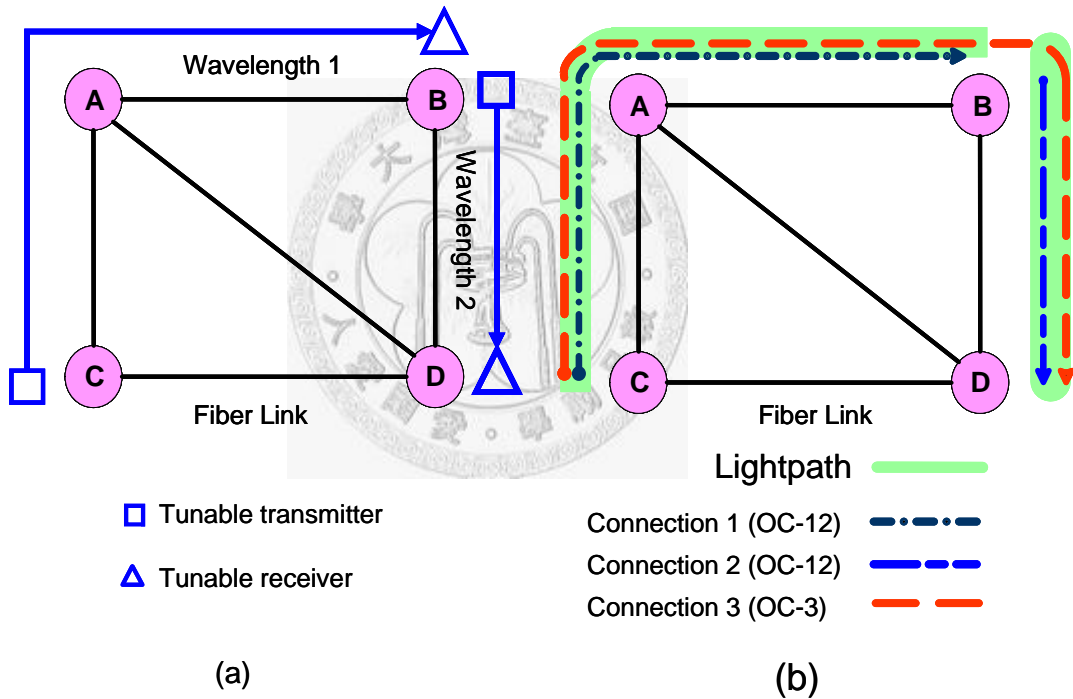 Wavelength 1
A
B
Wavelength 2
C
D
Fiber Link
Tunable transmitter
Tunable receiver
(a)
A
B
C
D
Fiber Link
Lightpath
Connection 1 (OC-12)
Connection 2 (OC-12)
Connection 3 (OC-3)
(b)